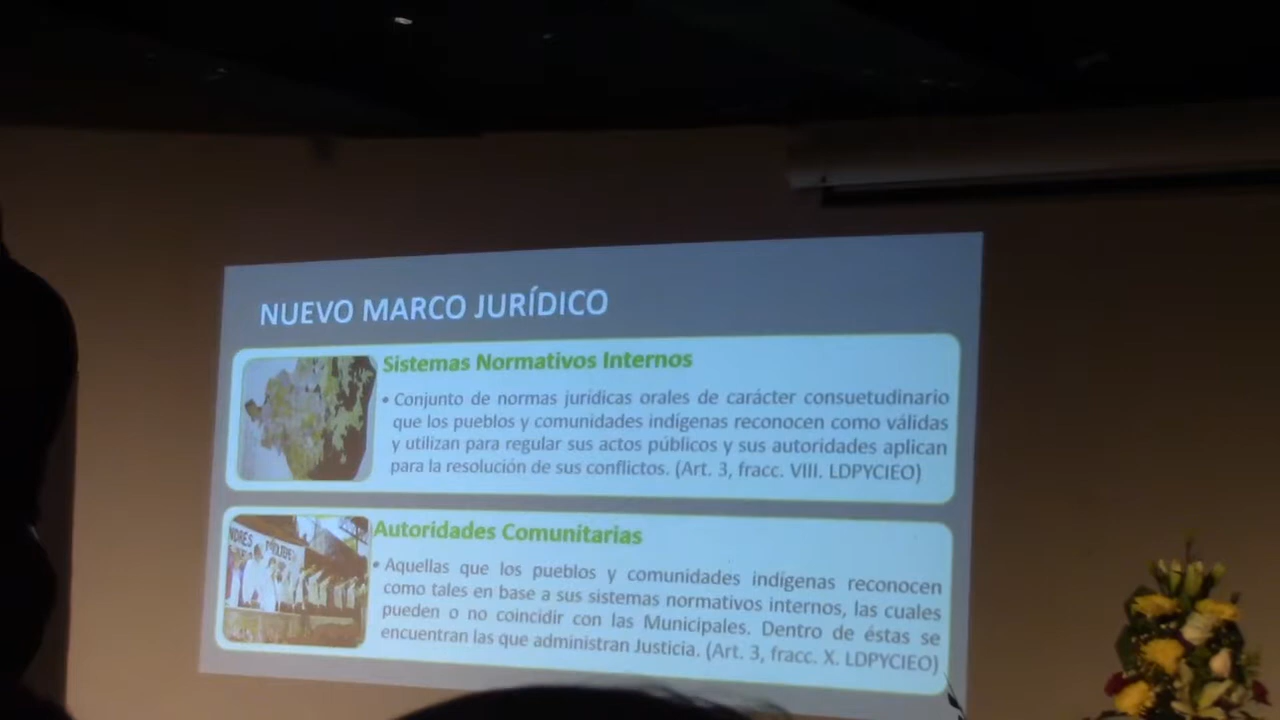 NUEVO MARCO JURÍDICO
Sistemas Normativos Internos
• Conjunto de normas jurídicas orales de carácter consuetudinario
que los pueblos y comunidades indígenas reconocen como válidas
y utilizan para regular sus actos públicos y sus autoridades aplican
para la resolución de sus conflictos. (Art. 3, fracc. VIII. LDPYCIEO)
Autoridades Comunitarias
• Aquellas que los pueblos y comunidades indígenas reconocen
como tales en base a sus sistemas normativos internos, las cuales
pueden o no coincidir con las Municipales. Dentro de éstas se
encuentran las que administran Justicia. (Art. 3, fracc. X. LDPYCIEO)